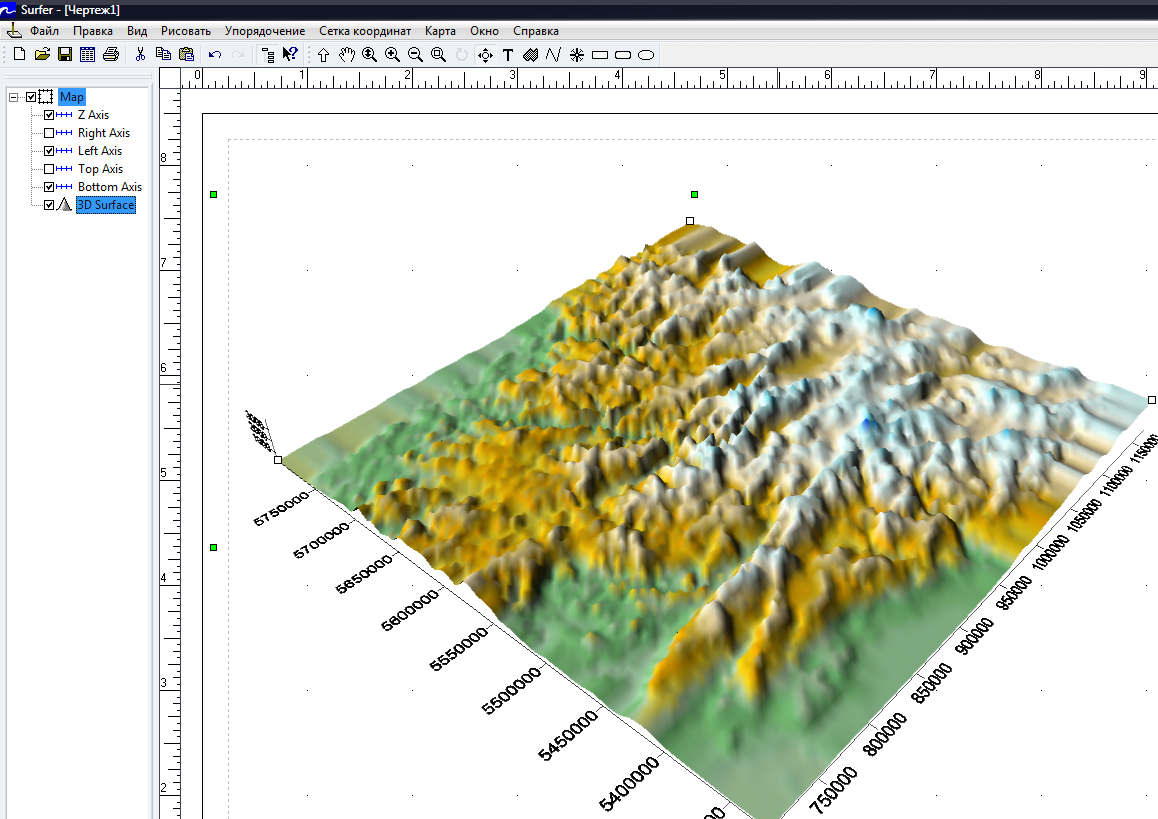 Surfer - [Чертеж1]
Файл Правка Вид Рисовать Упорядочение Сетка координат Карта Окно Справка
0 1 2 3 4 5 6 7 8 9
Map
Z Axis
Right Axis
Left Axis
Top Axis
Bottom Axis
3D Surface
8
7
6
5
4
3
2
5750000
5700000
5650000
5600000
5550000
5500000
5450000
5400000
750000
800000
850000
900000
950000
1000000
1050000
1100000
1150000